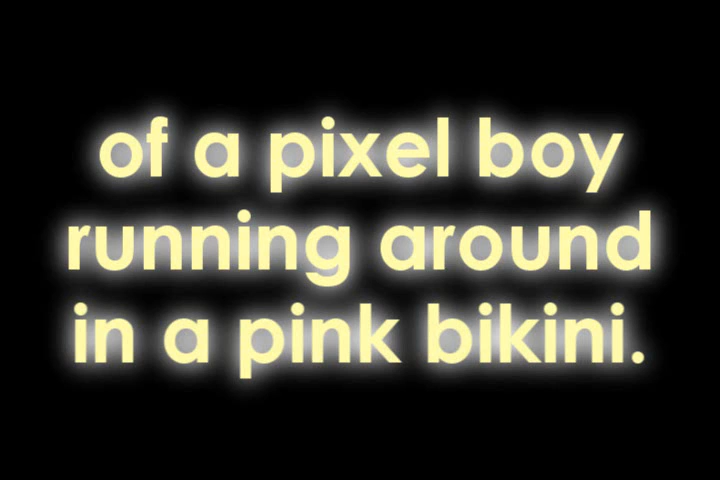 of a pixel boy
running around
in a pink bikini.